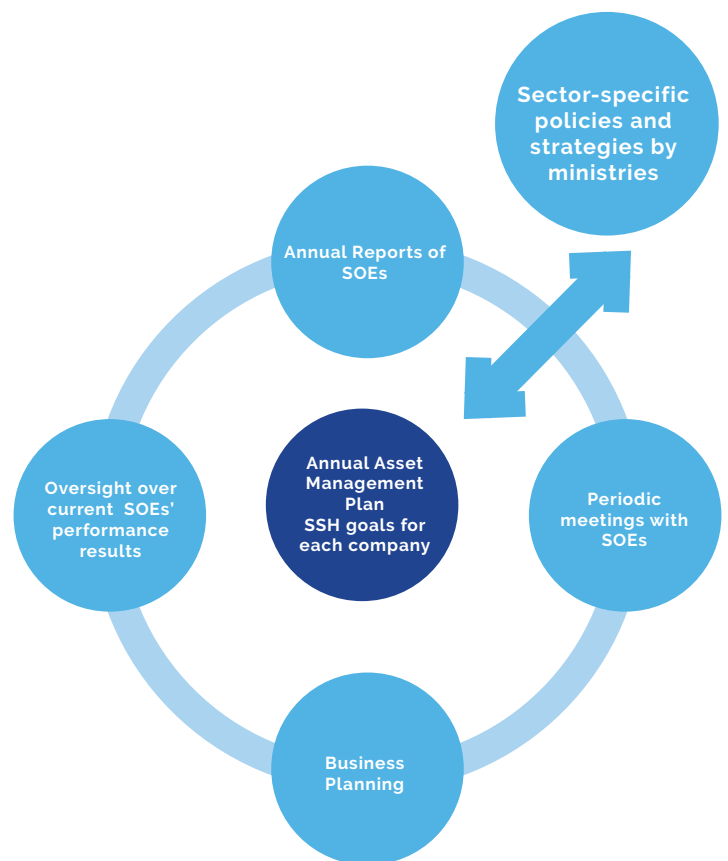 Sector-specific
policies and
strategies by
ministries
Annual Reports of
SOEs
Oversight over
current SOEs’
performance
results
Annual Asset
Management
Plan
SSH goals for
each company
Periodic
meetings with
SOEs
Business
Planning